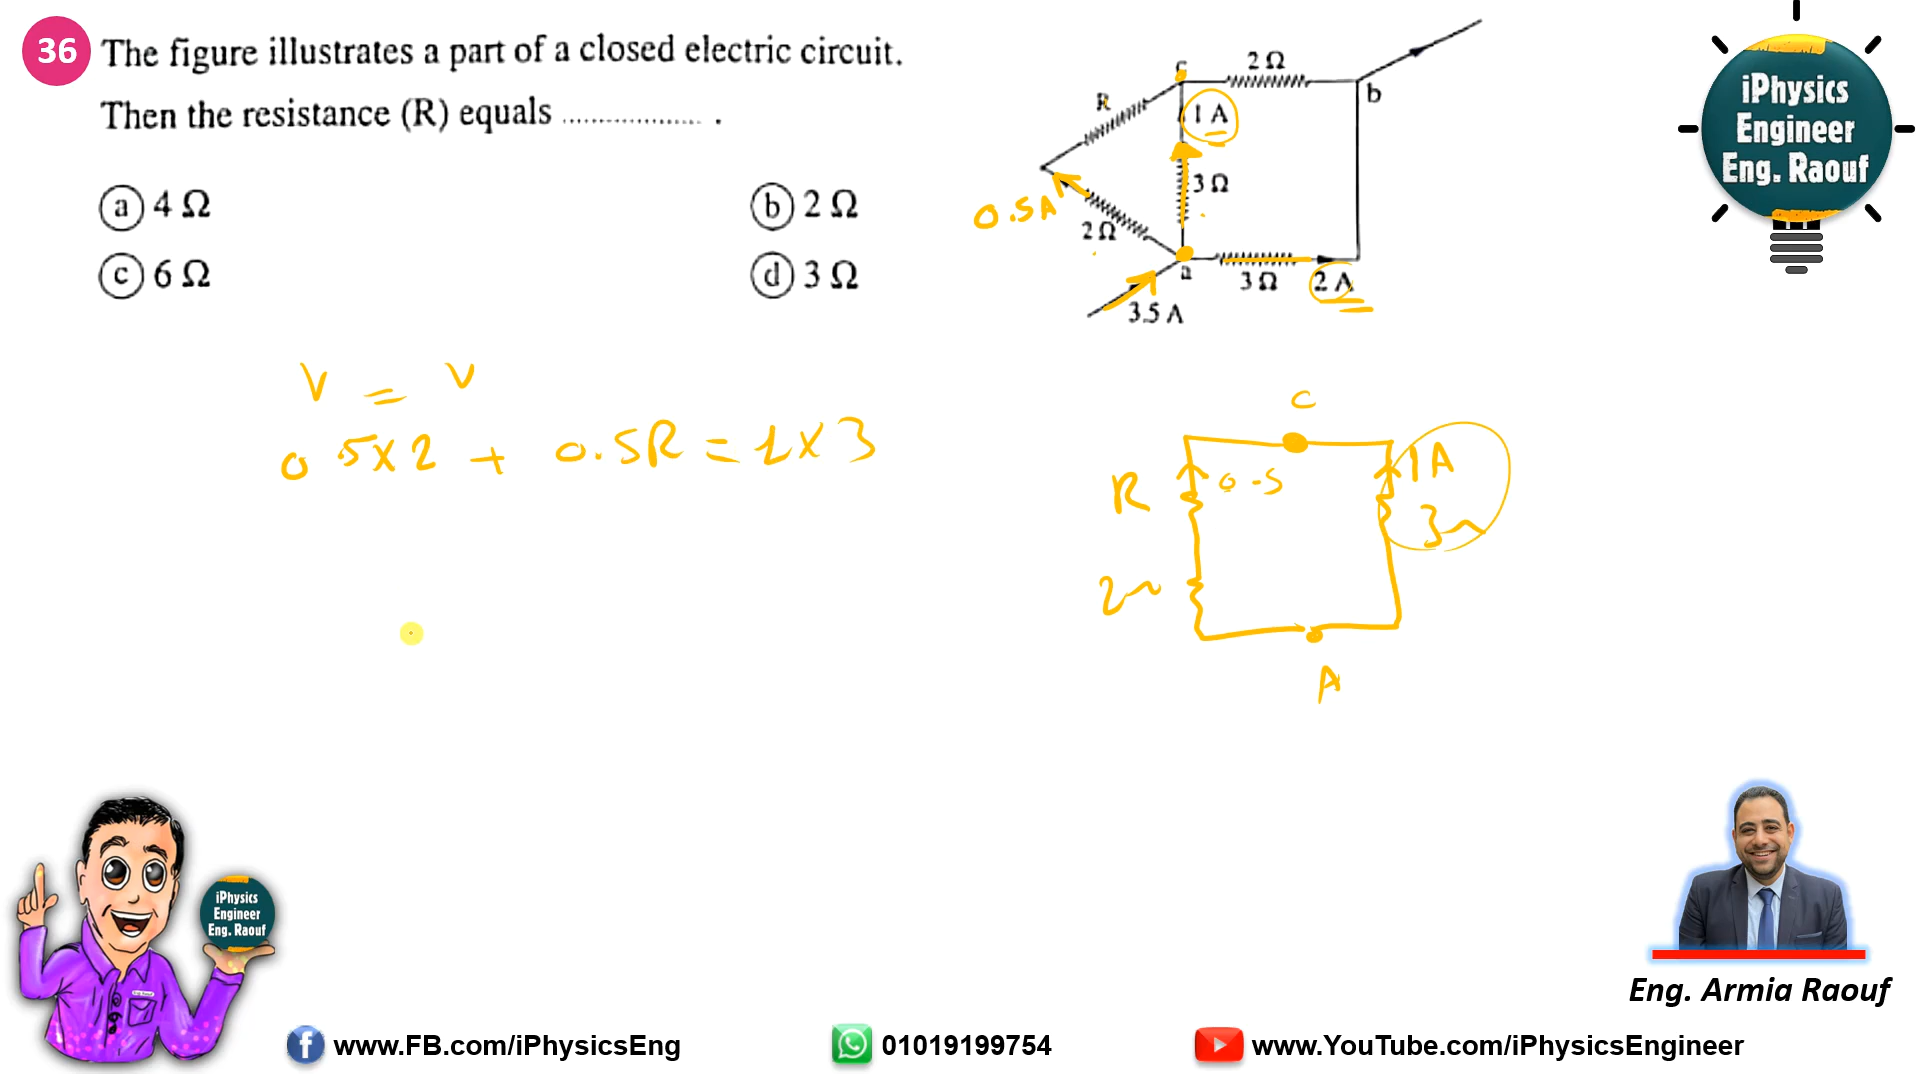 36 The figure illustrates a part of a closed electric circuit.
Then the resistance (R) equals .................. .
a 4 Ω
b 2 Ω
c 6 Ω
d 3 Ω
c
2 Ω
b
R
1 A
3 Ω
0.5A
2 Ω
a
3 Ω
2 A
3.5 A
iPhysics
Engineer
Eng. Raouf
V = V
0.5×2 + 0.5R = 1×3
C
R
0.5
1A
3
2
A
iPhysics
Engineer
Eng. Raouf
Eng. Armia Raouf
www.FB.com/iPhysicsEng
01019199754
www.YouTube.com/iPhysicsEngineer